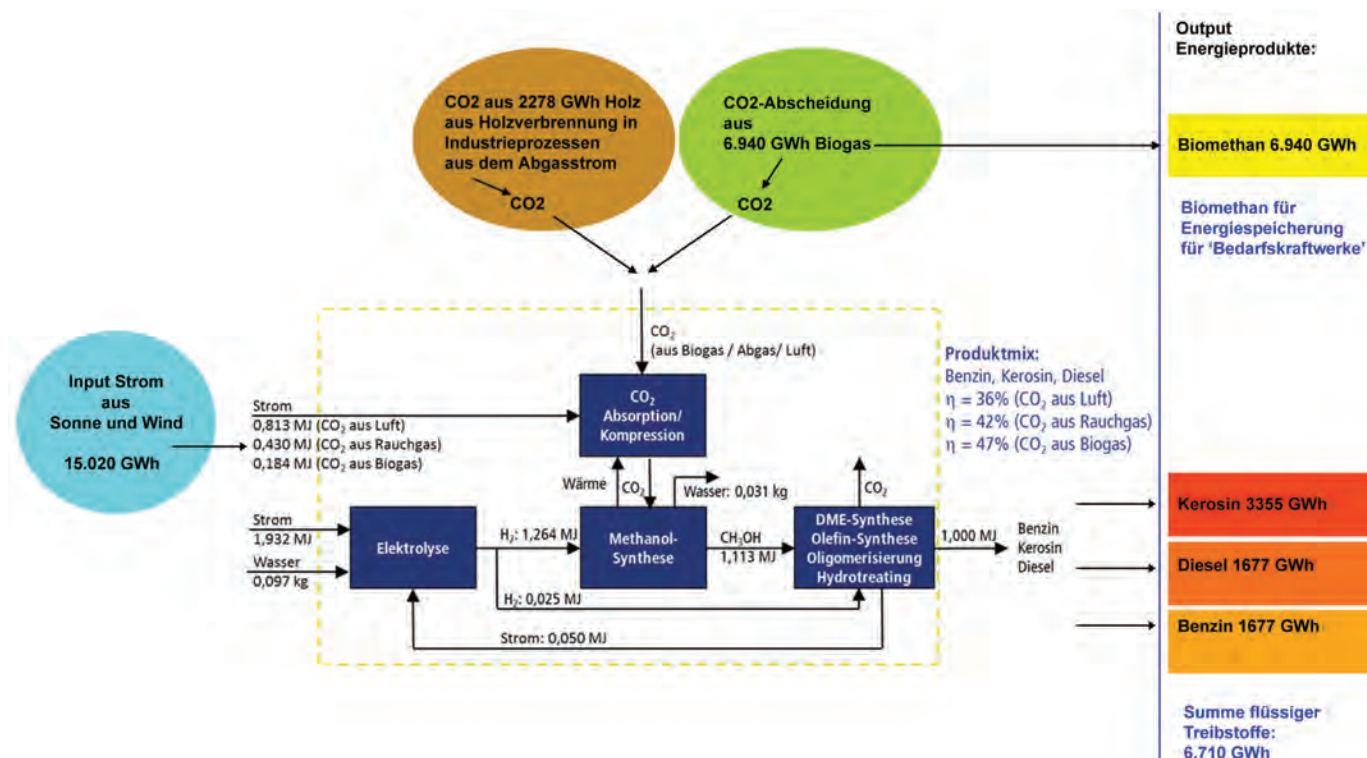 Output
Energieprodukte:
CO2 aus 2278 GWh Holz
aus Holzverbrennung in
Industrieprozessen
aus dem Abgasstrom
CO2
CO2-Abscheidung
aus
6.940 GWh Biogas
CO2
Biomethan 6.940 GWh
Biomethan für
Energiespeicherung
für 'Bedarfskraftwerke'
CO₂
(aus Biogas / Abgas/ Luft)
Input Strom
aus
Sonne und Wind
15.020 GWh
Strom
0,813 MJ (CO₂ aus Luft)
0,430 MJ (CO₂ aus Rauchgas)
0,184 MJ (CO₂ aus Biogas)
CO₂
Absorption/
Kompression
Produktmix:
Benzin, Kerosin, Diesel
η = 36% (CO₂ aus Luft)
η = 42% (CO₂ aus Rauchgas)
η = 47% (CO₂ aus Biogas)
Wärme
CO₂
Wasser: 0,031 kg
CO₂
Strom
1,932 MJ
Wasser
0,097 kg
Elektrolyse
H₂: 1,264 MJ
Methanol-
Synthese
CH₃OH
1,113 MJ
DME-Synthese
Olefin-Synthese
Oligomerisierung
Hydrotreating
1,000 MJ
Benzin
Kerosin
Diesel
H₂: 0,025 MJ
Strom: 0,050 MJ
Kerosin 3355 GWh
Diesel 1677 GWh
Benzin 1677 GWh
Summe flüssiger
Treibstoffe:
6.710 GWh